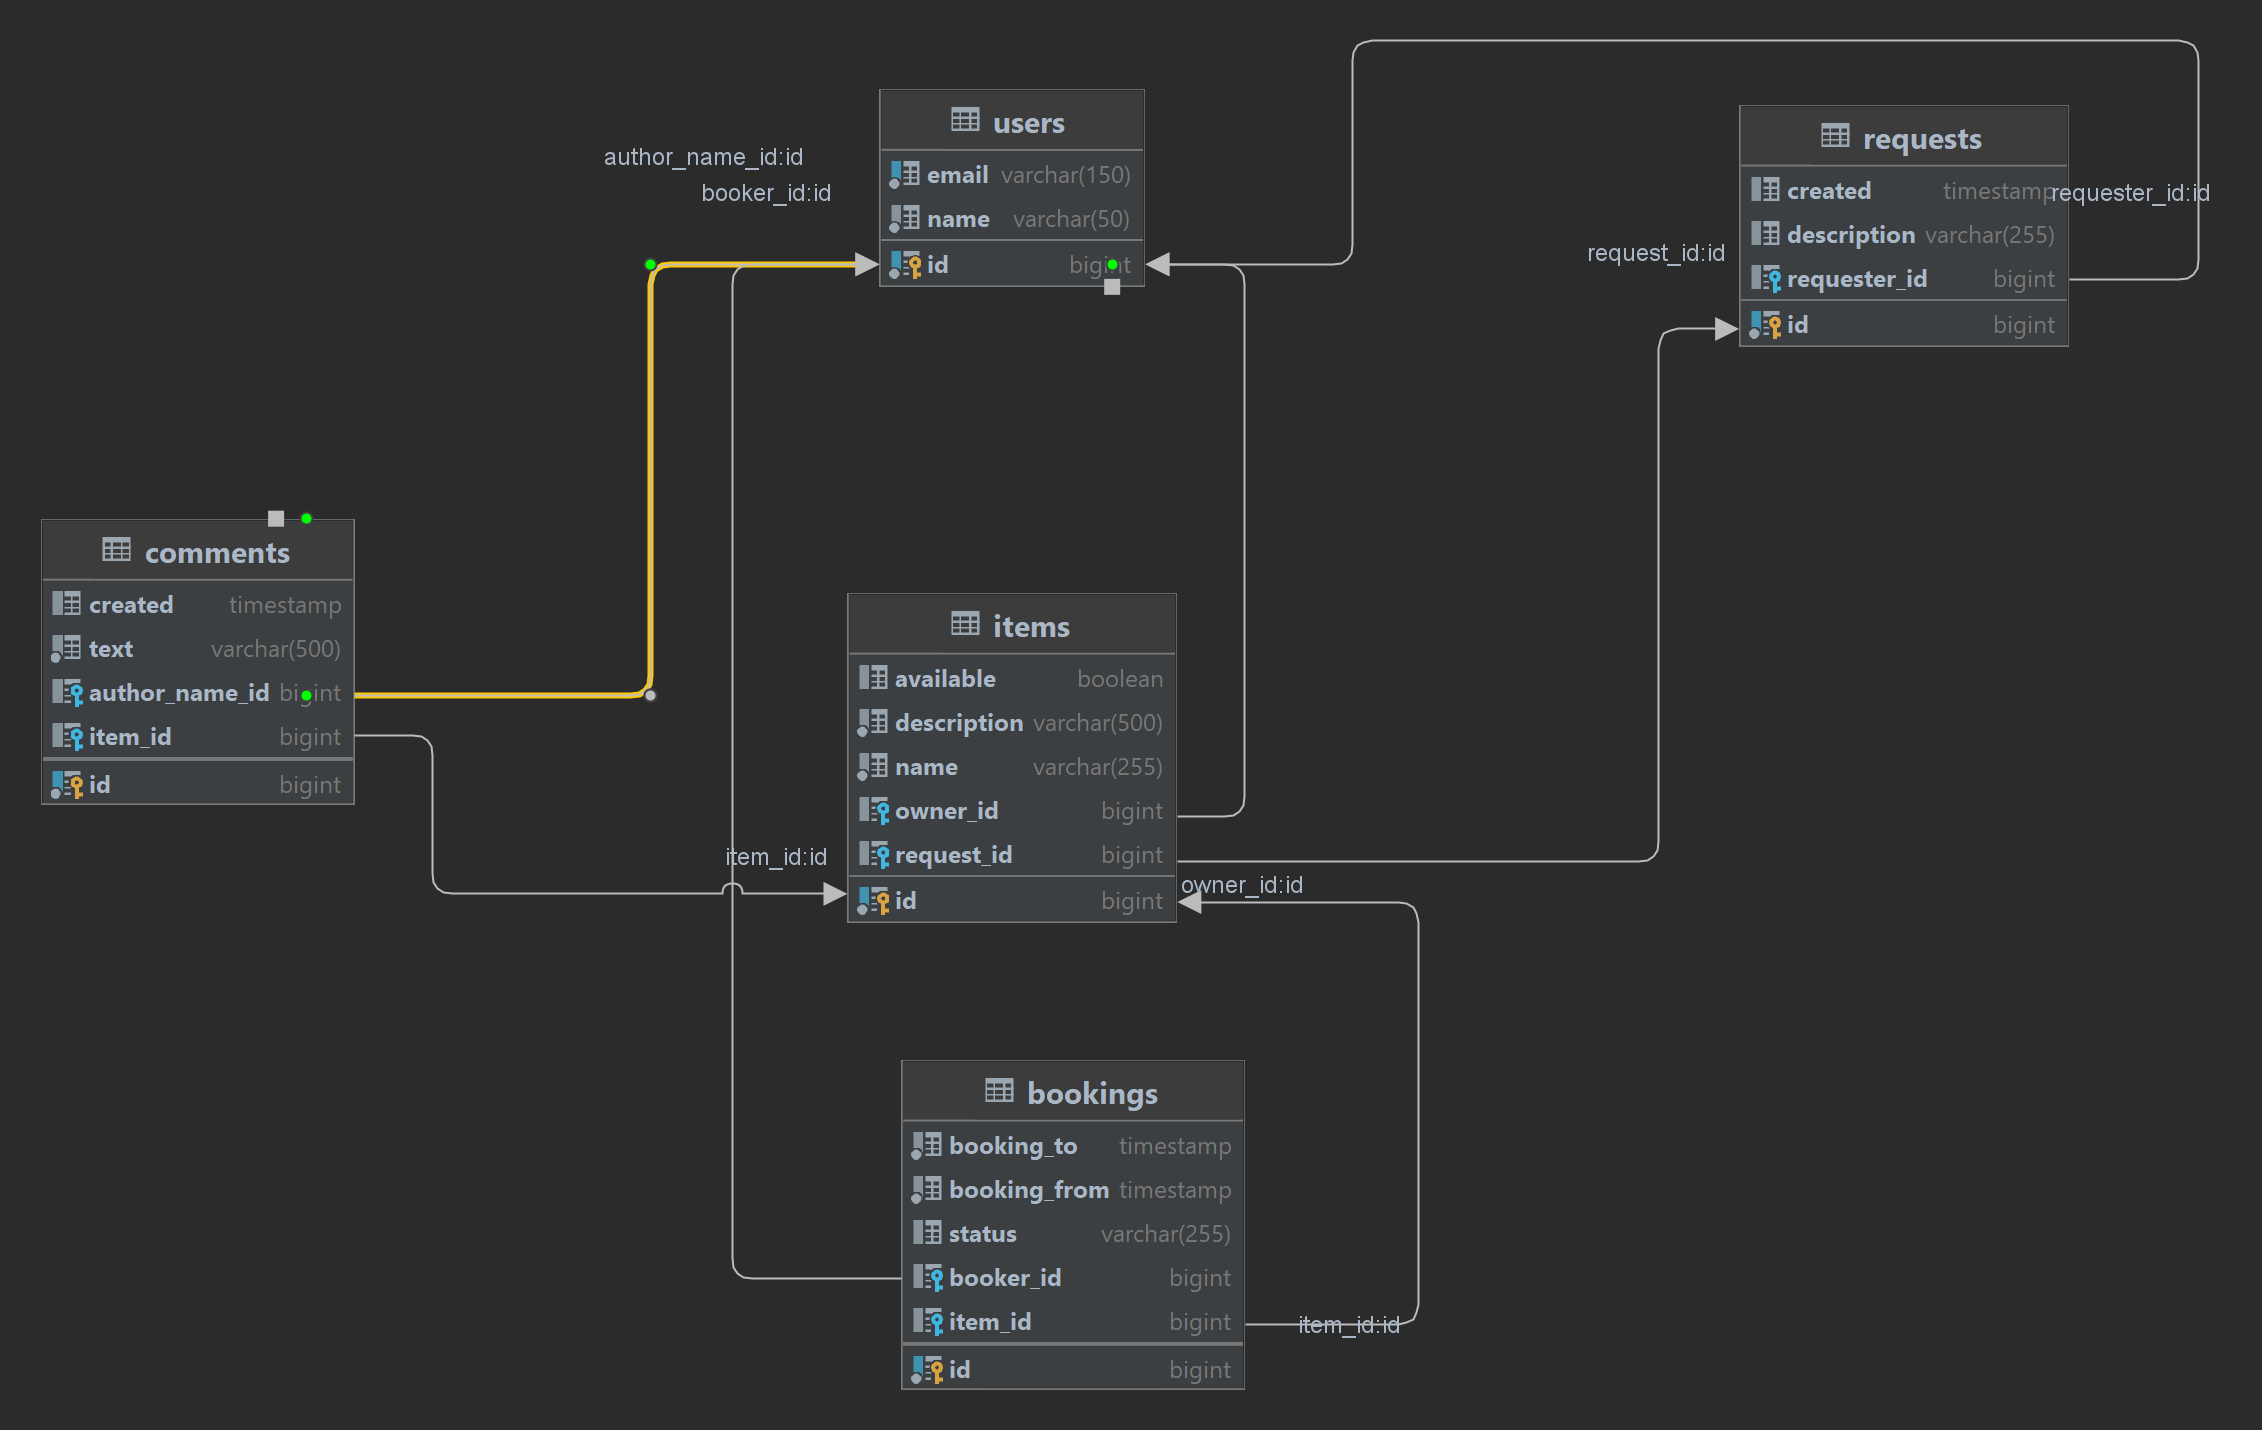 users
email varchar(150)
name varchar(50)
id bigint
author_name_id:id
booker_id:id
requests
created timestamp
description varchar(255)
requester_id bigint
id bigint
requester_id:id
request_id:id
comments
created timestamp
text varchar(500)
author_name_id bigint
item_id bigint
id bigint
items
available boolean
description varchar(500)
name varchar(255)
owner_id bigint
request_id bigint
id bigint
item_id:id
owner_id:id
bookings
booking_to timestamp
booking_from timestamp
status varchar(255)
booker_id bigint
item_id bigint
id bigint
item_id:id